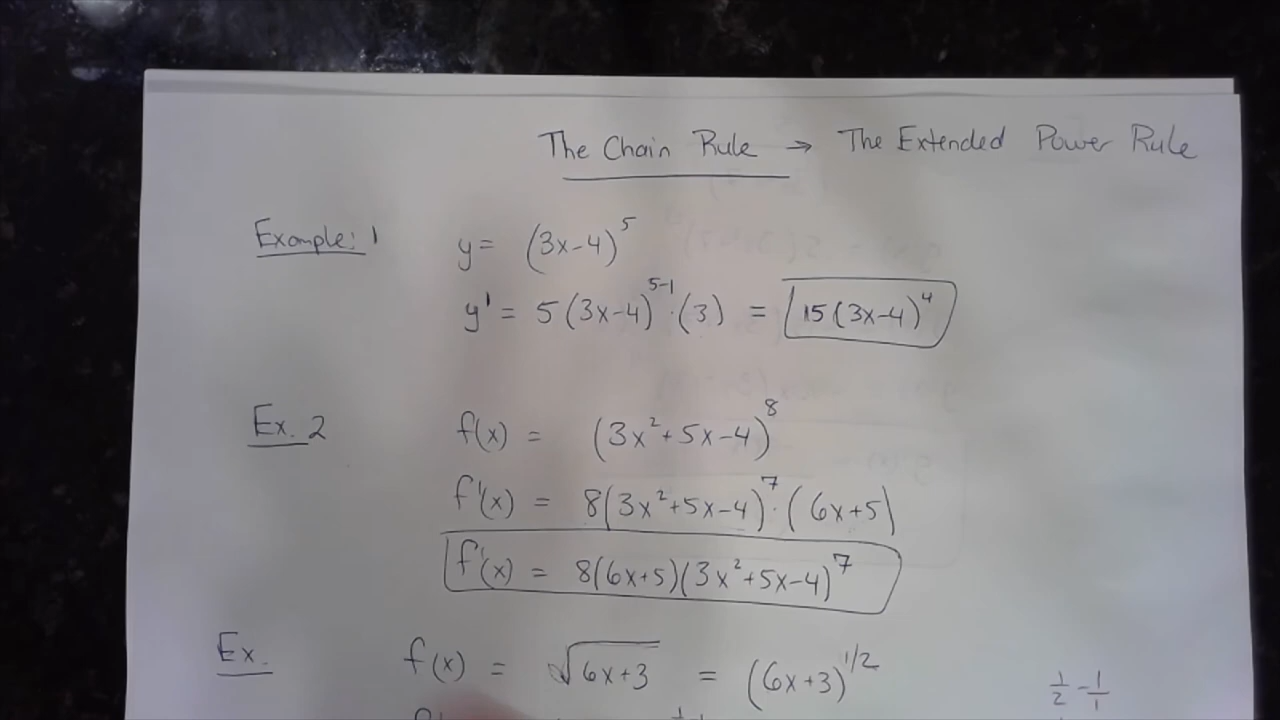 The Chain Rule → The Extended Power Rule
Example: 1 y = (3x-4)^5
y' = 5(3x-4)^{5-1}·(3) = 15(3x-4)^4
Ex. 2 f(x) = (3x²+5x-4)^8
f'(x) = 8(3x²+5x-4)^7·(6x+5)
f'(x) = 8(6x+5)(3x²+5x-4)^7
Ex. f(x) = √(6x+3) = (6x+3)^{1/2} 1/2 - 1/1